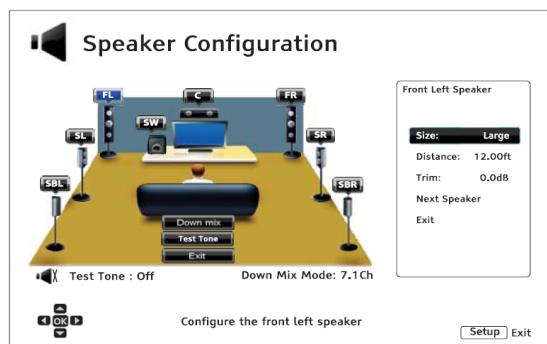 Speaker Configuration
FL
C
FR
SW
SL
SR
SBL
SBR
Down mix
Test Tone
Exit
Test Tone : Off
Down Mix Mode: 7.1Ch
Front Left Speaker
Size: Large
Distance: 12.00ft
Trim: 0.0dB
Next Speaker
Exit
OK
Configure the front left speaker
Setup Exit